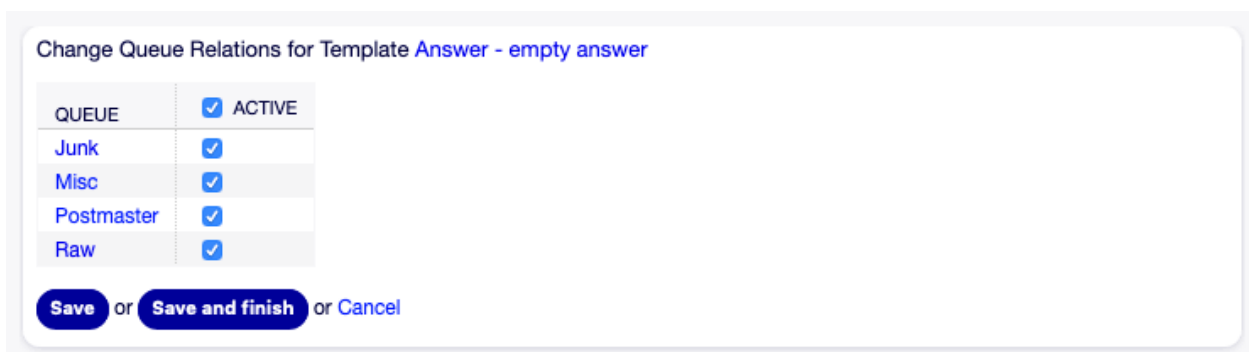 Change Queue Relations for Template Answer - empty answer
QUEUE ACTIVE
Junk
Misc
Postmaster
Raw
Save or Save and finish or Cancel